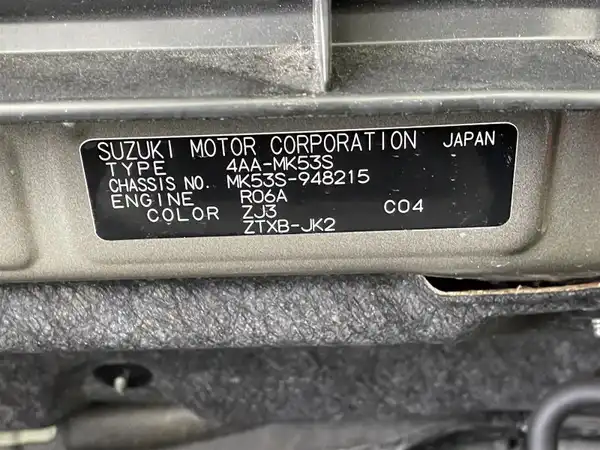 SUZUKI MOTOR CORPORATION JAPAN
TYPE 4AA-MK53S
CHASSIS NO. MK53S-948215
ENGINE R06A
COLOR ZJ3 C04
ZTXB-JK2